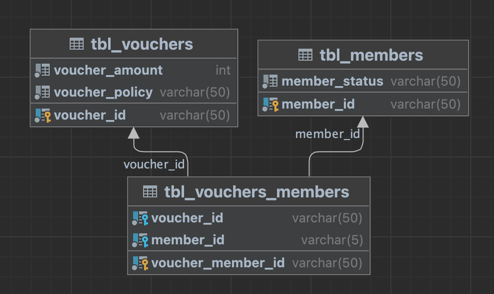 tbl_vouchers
voucher_amount int
voucher_policy varchar(50)
voucher_id varchar(50)
tbl_members
member_status varchar(50)
member_id varchar(50)
member_id
voucher_id
tbl_vouchers_members
voucher_id varchar(50)
member_id varchar(5)
voucher_member_id varchar(50)